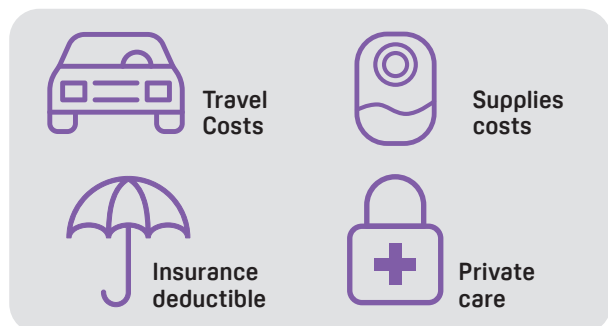 Travel
Costs
Supplies
costs
Insurance
deductible
Private
care